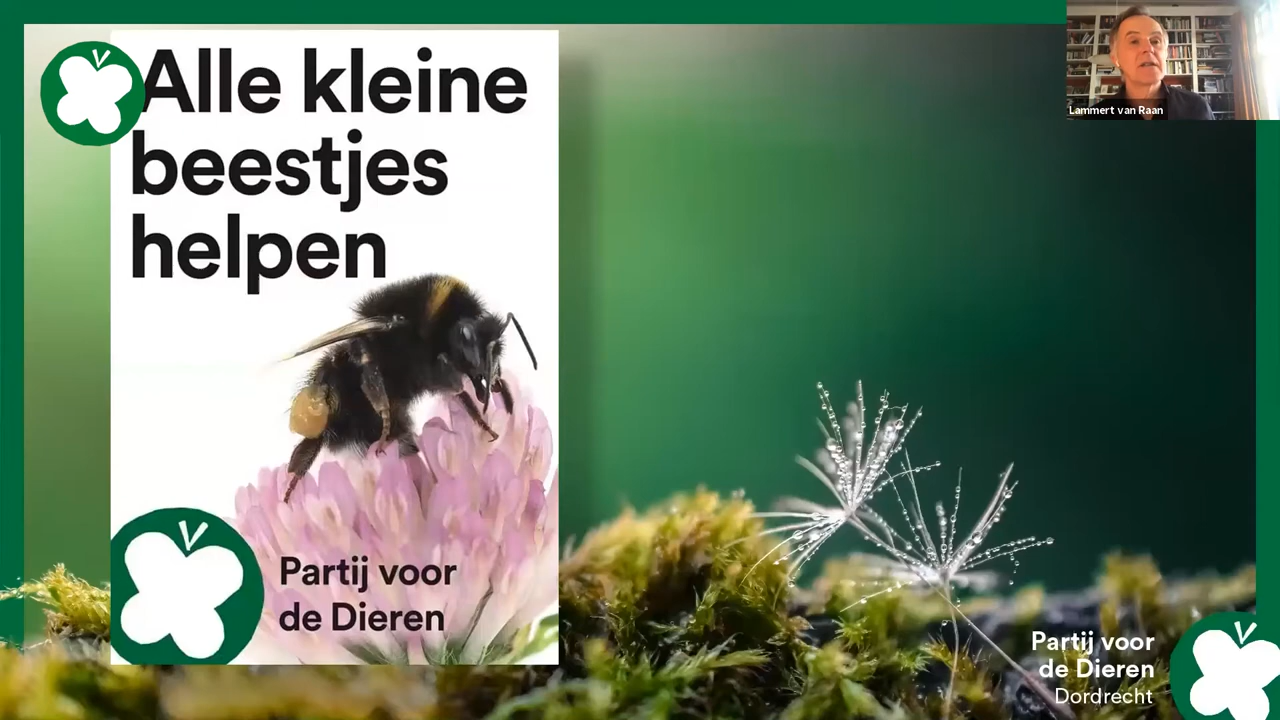 Alle kleine
beestjes
helpen
Partij voor
de Dieren
Lammert van Raan
Partij voor
de Dieren
Dordrecht